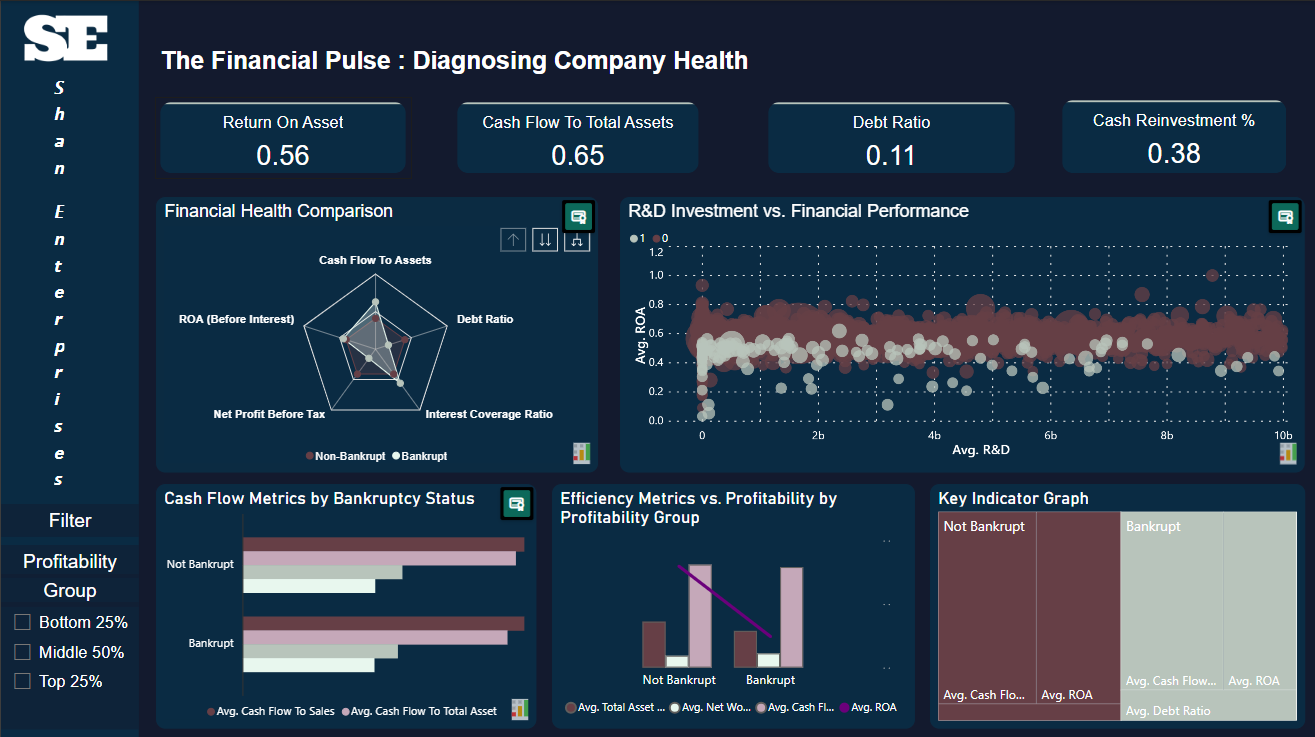 SE
Shan
Enterprises
Filter
Profitability
Group
Bottom 25%
Middle 50%
Top 25%
The Financial Pulse : Diagnosing Company Health
Return On Asset
0.56
Cash Flow To Total Assets
0.65
Debt Ratio
0.11
Cash Reinvestment %
0.38
Financial Health Comparison
Cash Flow To Assets
ROA (Before Interest)
Debt Ratio
Net Profit Before Tax
Interest Coverage Ratio
Non-Bankrupt Bankrupt
R&D Investment vs. Financial Performance
1 0
1.2
1.0
0.8
0.6
0.4
0.2
0.0
Avg. ROA
0 2b 4b 6b 8b 10b
Avg. R&D
Cash Flow Metrics by Bankruptcy Status
Not Bankrupt
Bankrupt
Avg. Cash Flow To Sales Avg. Cash Flow To Total Asset
Efficiency Metrics vs. Profitability by
Profitability Group
..
..
..
Not Bankrupt Bankrupt
Avg. Total Asset ... Avg. Net Wo... Avg. Cash Fl... Avg. ROA
Key Indicator Graph
Not Bankrupt Bankrupt
Avg. Cash Flo... Avg. ROA
Avg. Cash Flow... Avg. ROA
Avg. Debt Ratio